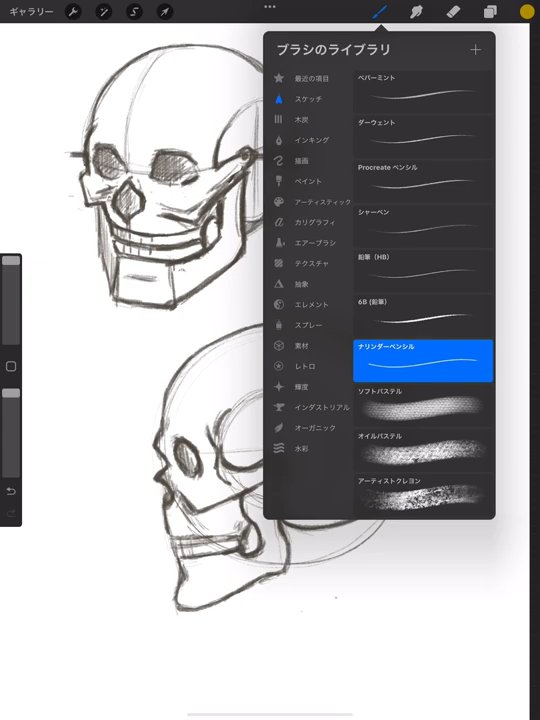 ギャラリー
ブラシのライブラリ
最近の項目
スケッチ
木炭
インキング
描画
ペイント
アーティスティック
カリグラフィ
エアーブラシ
テクスチャ
抽象
エレメント
スプレー
素材
レトロ
輝度
インダストリアル
オーガニック
水彩
ペパーミント
ダーウェント
Procreate ペンシル
シャーペン
鉛筆（HB）
6B (鉛筆）
ナリンダーペンシル
ソフトパステル
オイルパステル
アーティストクレヨン